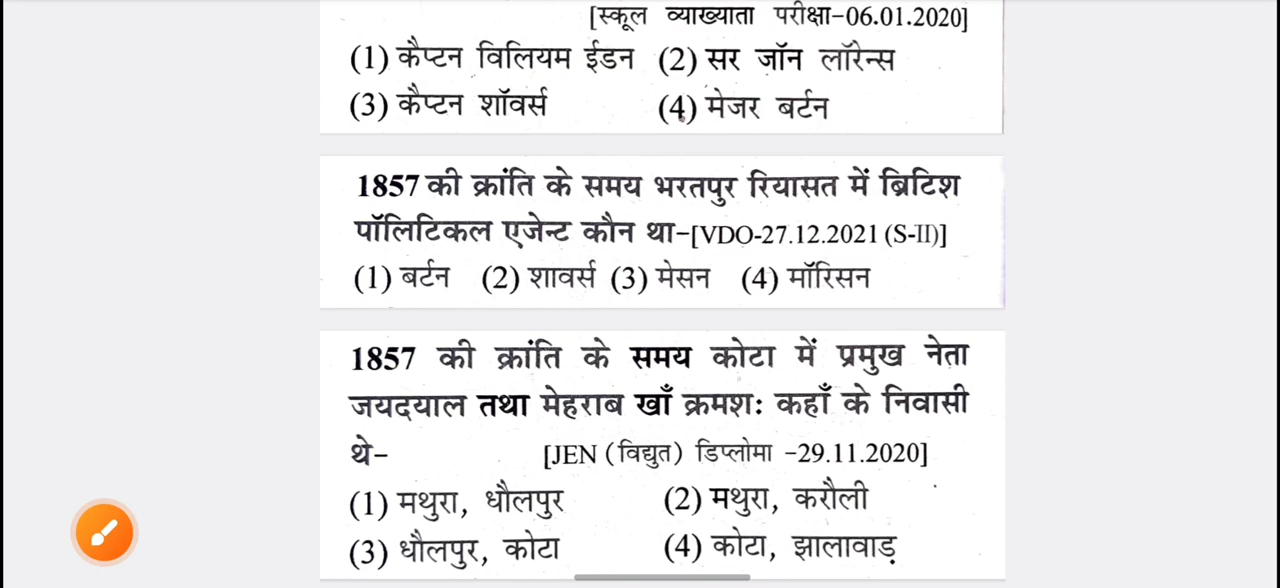 [स्कूल व्याख्याता परीक्षा-06.01.2020]
(1) कैप्टन विलियम ईडन (2) सर जॉन लॉरेन्स
(3) कैप्टन शॉवर्स (4) मेजर बर्टन
1857 की क्रांति के समय भरतपुर रियासत में ब्रिटिश
पॉलिटिकल एजेन्ट कौन था-[VDO-27.12.2021 (S-II)]
(1) बर्टन (2) शावर्स (3) मेसन (4) मॉरिसन
1857 की क्रांति के समय कोटा में प्रमुख नेता
जयदयाल तथा मेहराब खाँ क्रमशः कहाँ के निवासी
थे- [JEN (विद्युत) डिप्लोमा -29.11.2020]
(1) मथुरा, धौलपुर (2) मथुरा, करौली
(3) धौलपुर, कोटा (4) कोटा, झालावाड़